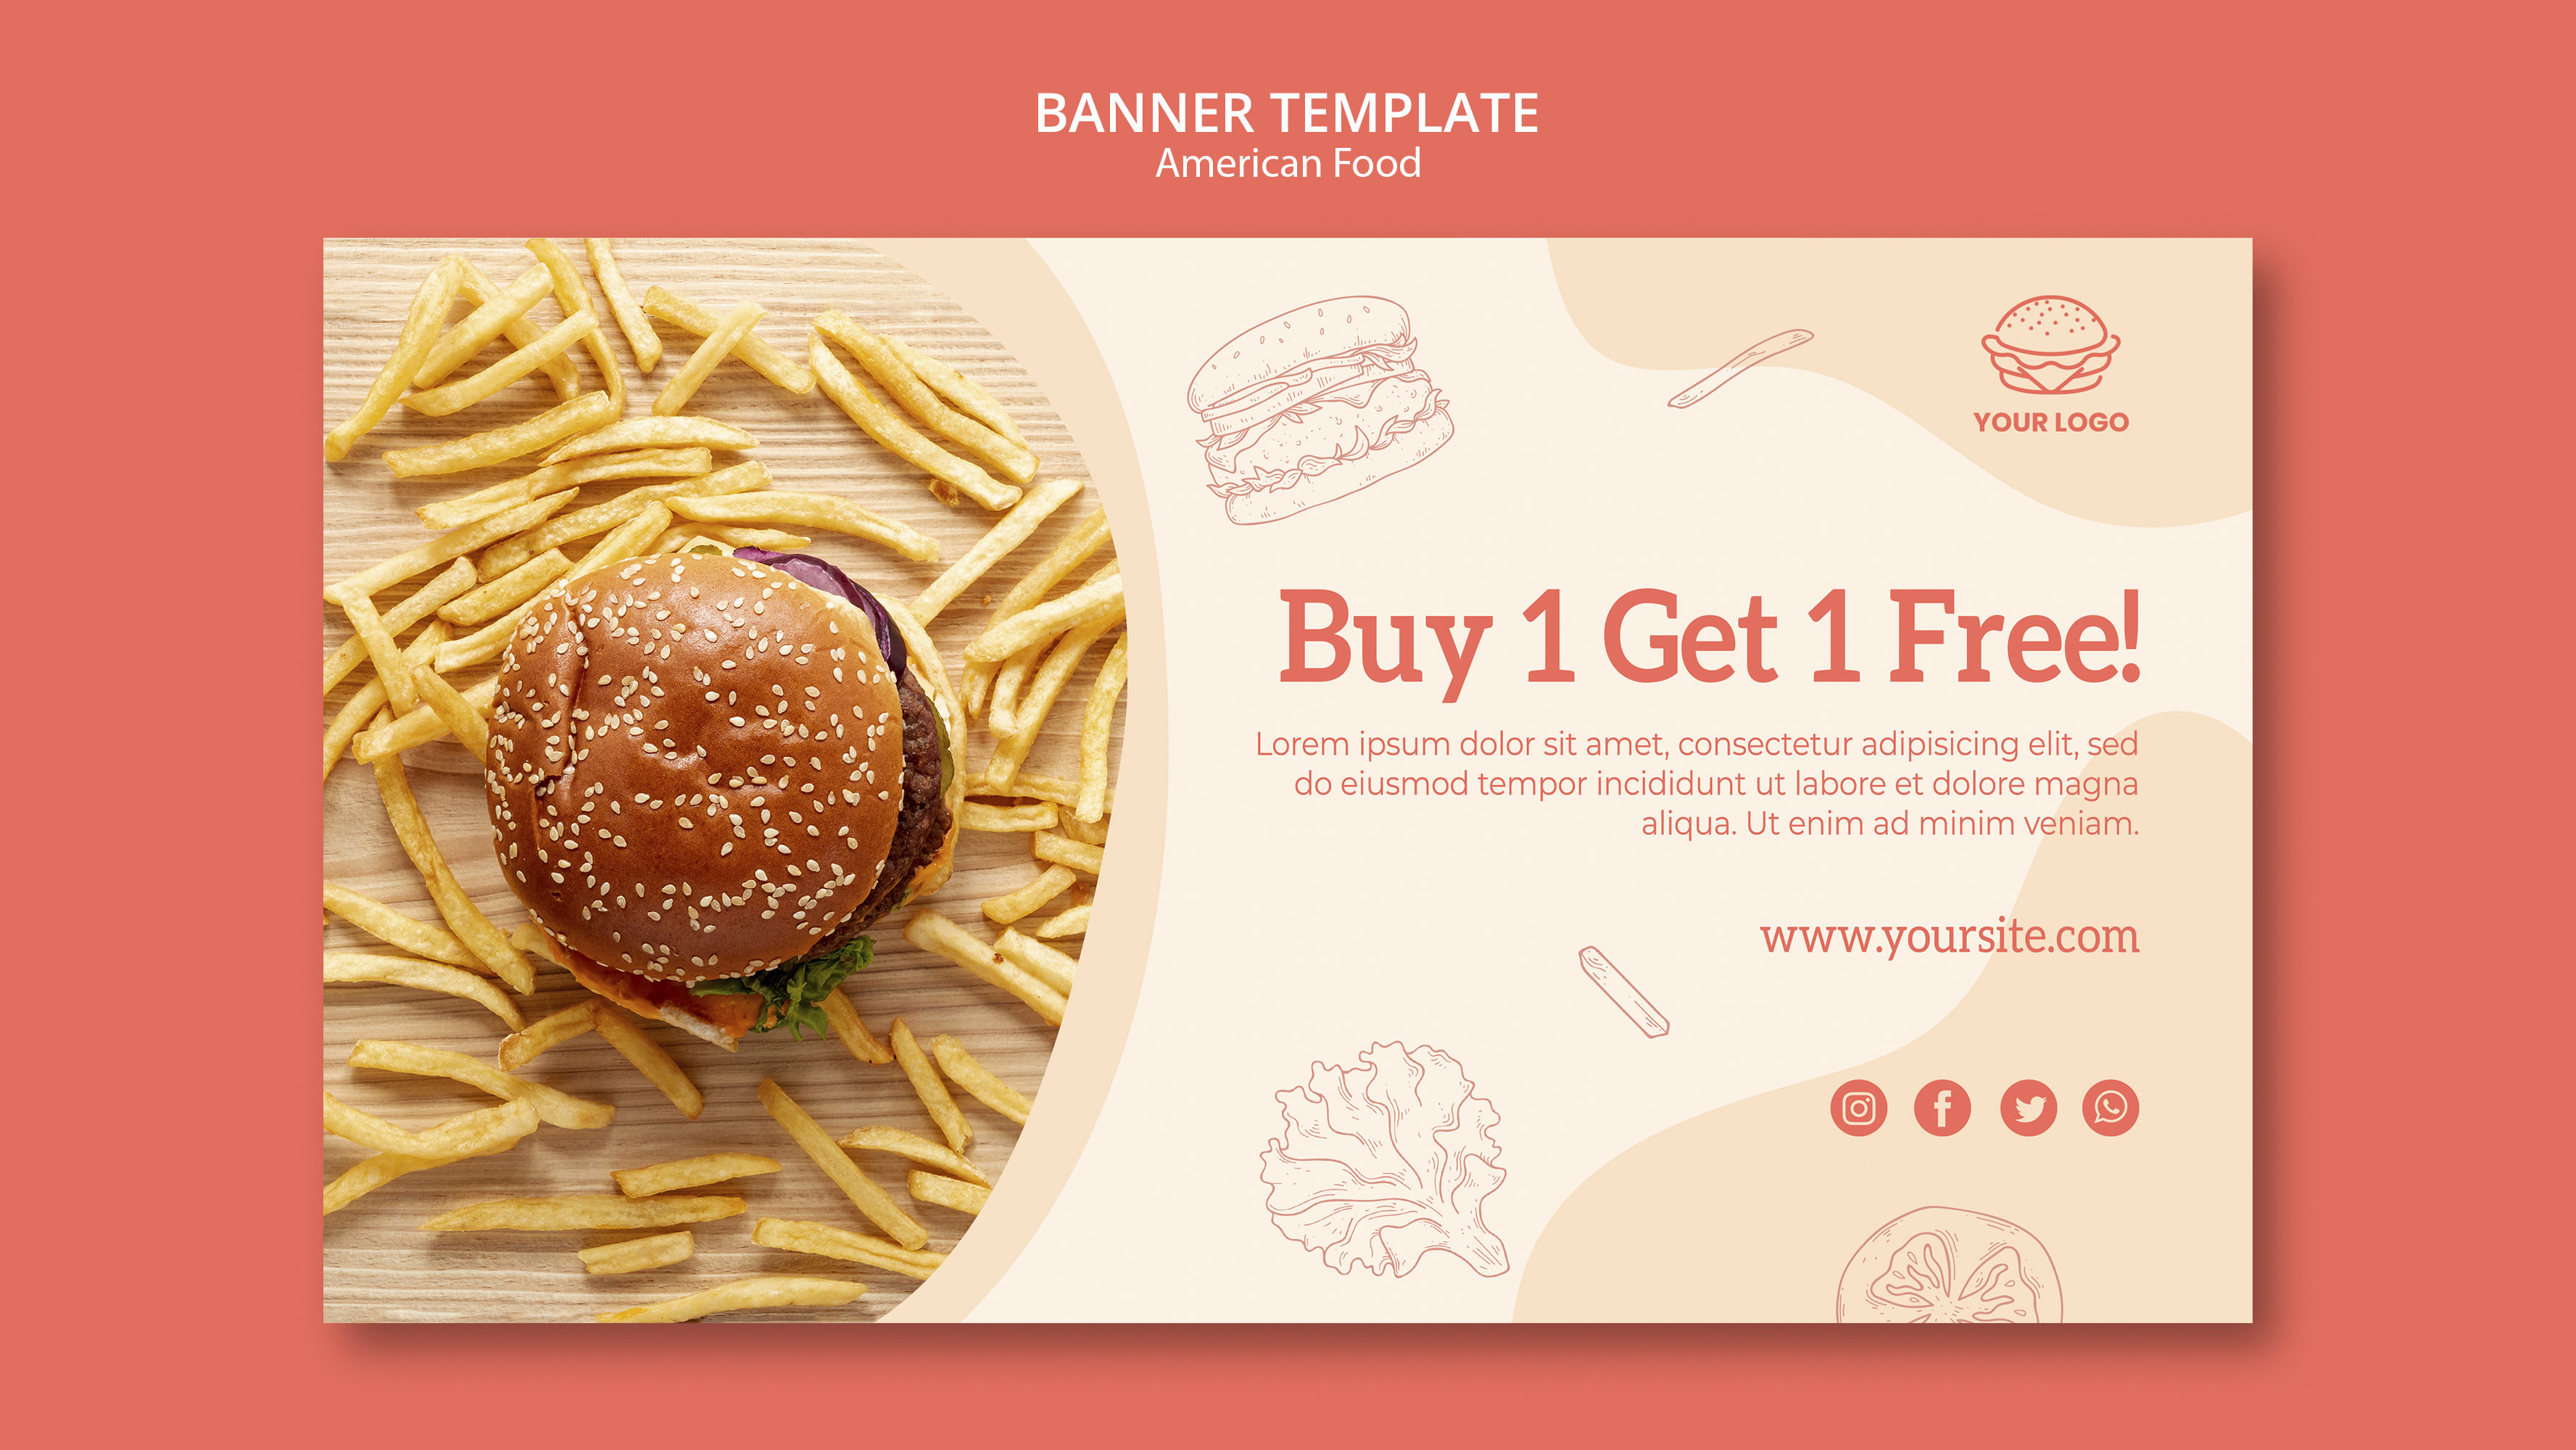 BANNER TEMPLATE
American Food
YOUR LOGO
Buy 1 Get 1 Free!
Lorem ipsum dolor sit amet, consectetur adipisicing elit, sed
do eiusmod tempor incididunt ut labore et dolore magna
aliqua. Ut enim ad minim veniam.
www.yoursite.com